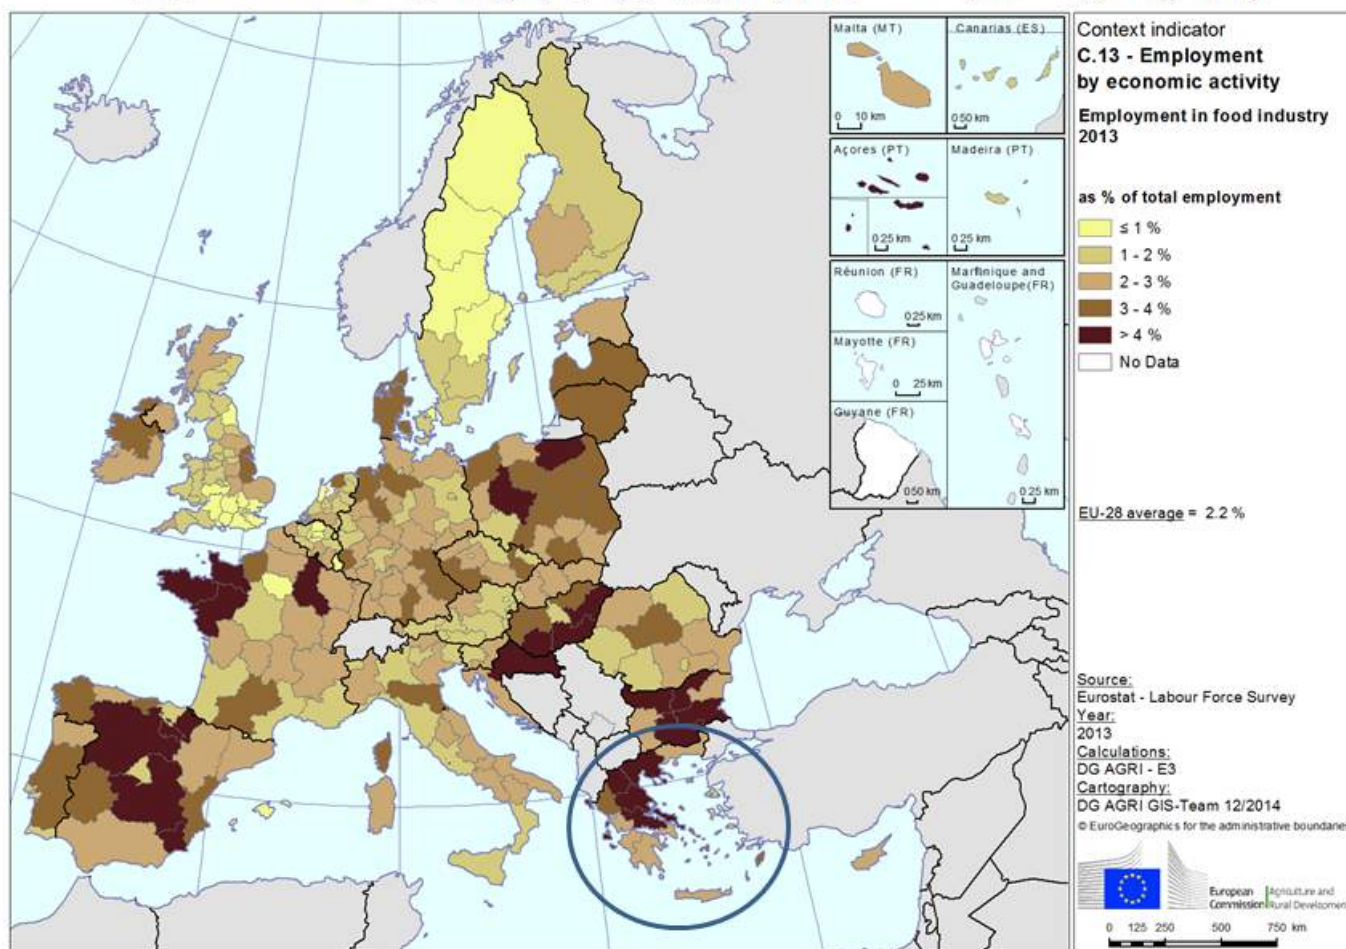 Malta (MT)
0 10 km
Canarias (ES)
0 50 km
Açores (PT)
0 25 km
Madeira (PT)
0 25 km
Réunion (FR)
0 25 km
Mayotte (FR)
0 25 km
Guyane (FR)
0 50 km
Martinique and
Guadeloupe (FR)
0 25 km
Context indicator
C.13 - Employment
by economic activity
Employment in food industry
2013
as % of total employment
≤ 1 %
1 - 2 %
2 - 3 %
3 - 4 %
> 4 %
No Data
EU-28 average = 2.2 %
Source:
Eurostat - Labour Force Survey
Year:
2013
Calculations:
DG AGRI - E3
Cartography:
DG AGRI GIS-Team 12/2014
© EuroGeographics for the administrative boundaries
European
Commission
Agriculture and
Rural Development
0 125 250 500 750 km